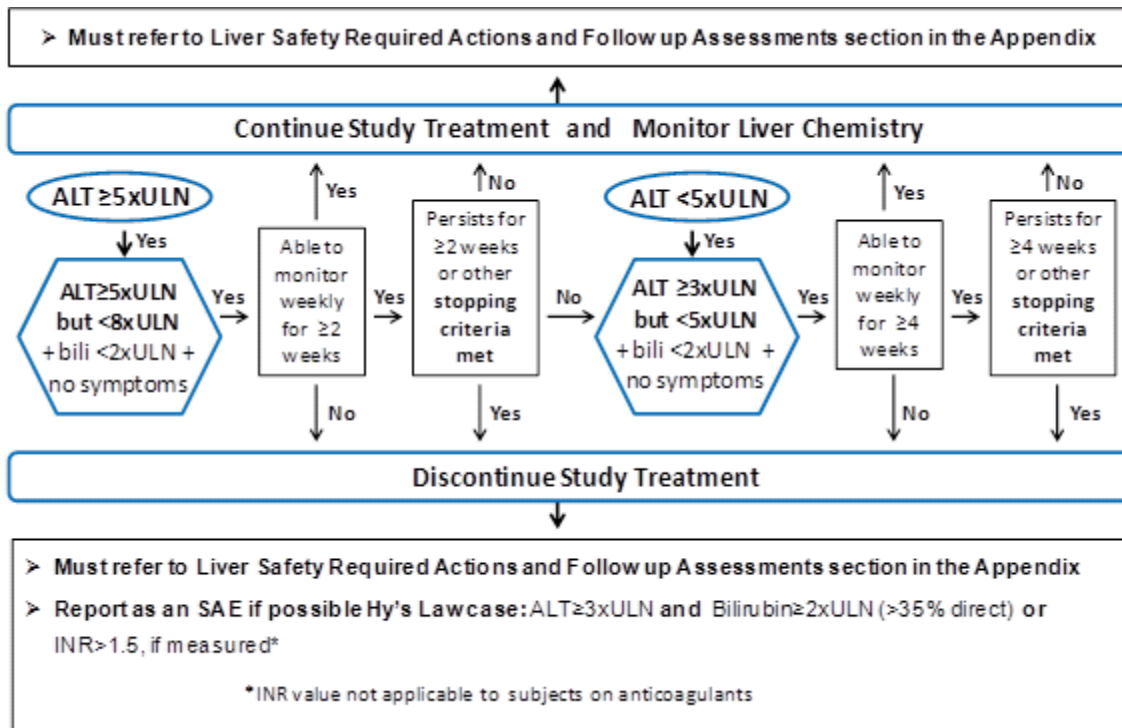 ➢ Must refer to Liver Safety Required Actions and Follow up Assessments section in the Appendix
Continue Study Treatment and Monitor Liver Chemistry
ALT ≥5xULN
Yes
ALT≥5xULN
but <8xULN
+ bili <2xULN +
no symptoms
Yes
Yes
Able to
monitor
weekly
for ≥2
weeks
No
Yes
No
Persists for
≥2 weeks
or other
stopping
criteria
met
Yes
No
ALT <5xULN
Yes
ALT ≥3xULN
but <5xULN
+ bili <2xULN +
no symptoms
Yes
Yes
Able to
monitor
weekly
for ≥4
weeks
No
Yes
No
Persists for
≥4 weeks
or other
stopping
criteria
met
Yes
Discontinue Study Treatment
➢ Must refer to Liver Safety Required Actions and Follow up Assessments section in the Appendix
➢ Report as an SAE if possible Hy's Law case: ALT≥3xULN and Bilirubin≥2xULN (>35% direct) or
INR>1.5, if measured*
*INR value not applicable to subjects on anticoagulants